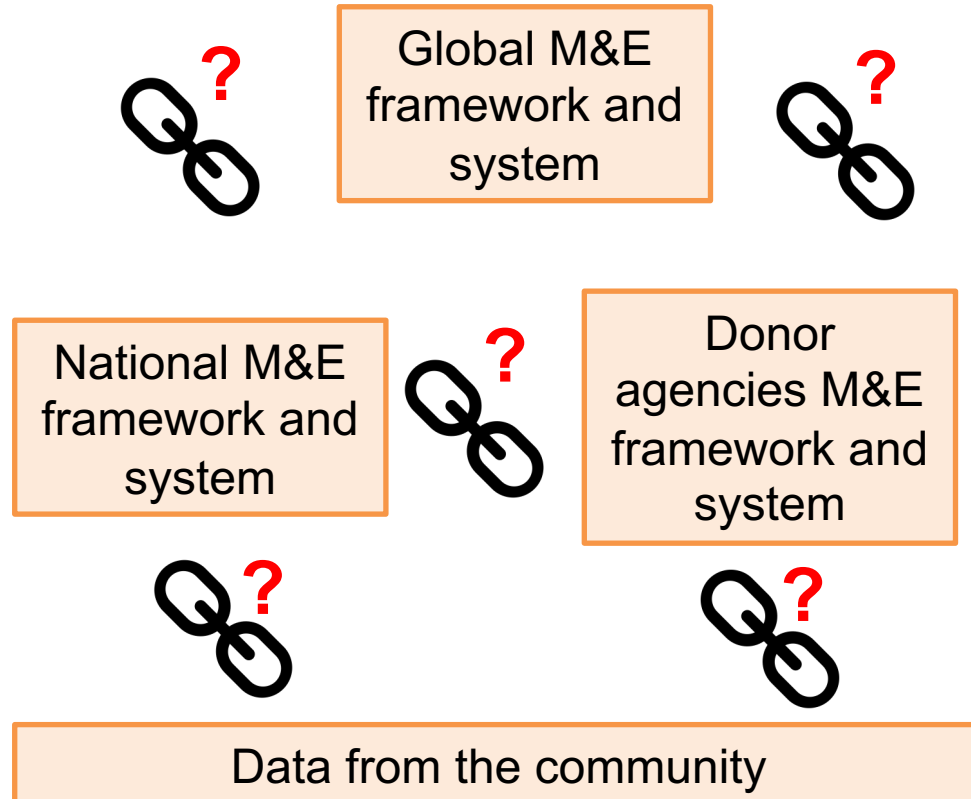 ?
Global M&E
framework and
system
?
National M&E
framework and
system
?
Donor
agencies M&E
framework and
system
?
?
Data from the community